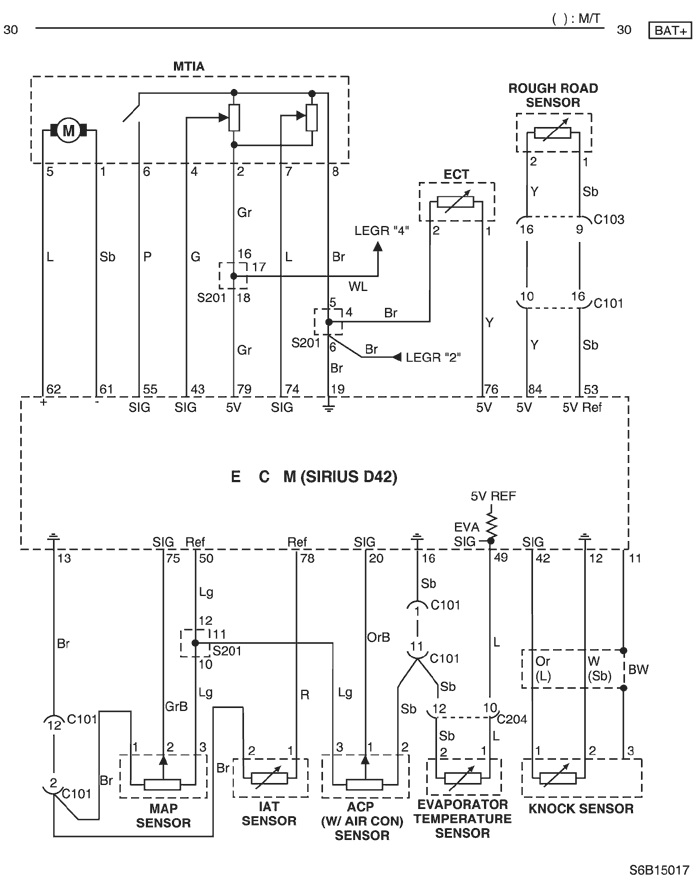 ( ) : M/T
30 30 BAT+
MTIA
ROUGH ROAD
SENSOR
M
5 1 6 4 2 7 8
2 1
ECT
2 1
Gr
Y Sb
LEGR "4"
16 9 C103
L Sb P G L Br
16
17
WL
S201 18
5
4 Br
10 16 C101
S201
6
Br LEGR "2"
Y
Gr Br
Y Sb
62 61 55 43 79 74 19 76 84 53
+ - SIG SIG 5V SIG 5V 5V 5V Ref
E C M (SIRIUS D42)
5V REF
EVA
SIG
SIG Ref Ref SIG SIG
13 75 50 78 20 16 49 42 12 11
Lg
Sb
1 C101
12
11
S201
10
Br
OrB
11
C101
L
Or
(L)
W
(Sb)
BW
Lg
GrB
R
Lg
Sb
Sb
12 10
C204
12 C101
Sb L
1 2 3
2 1
3 1 2
2 1
1 2 3
2
C101
Br
Br
MAP
SENSOR
IAT
SENSOR
ACP
(W/ AIR CON)
SENSOR
EVAPORATOR
TEMPERATURE
SENSOR
KNOCK SENSOR
S6B15017